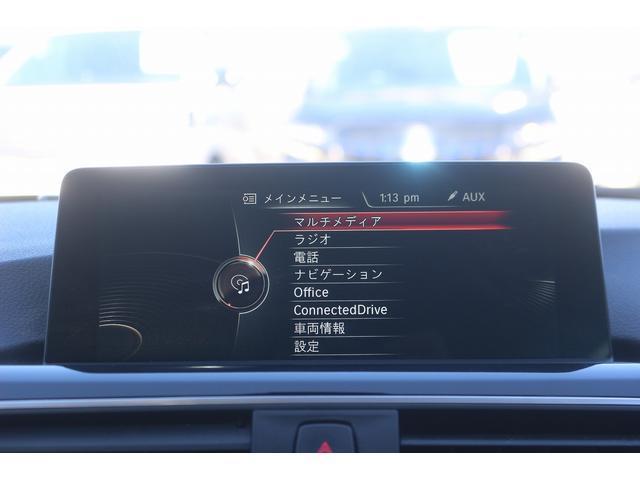 メインメニュー 1:13 pm AUX
マルチメディア
ラジオ
電話
ナビゲーション
Office
ConnectedDrive
車両情報
設定